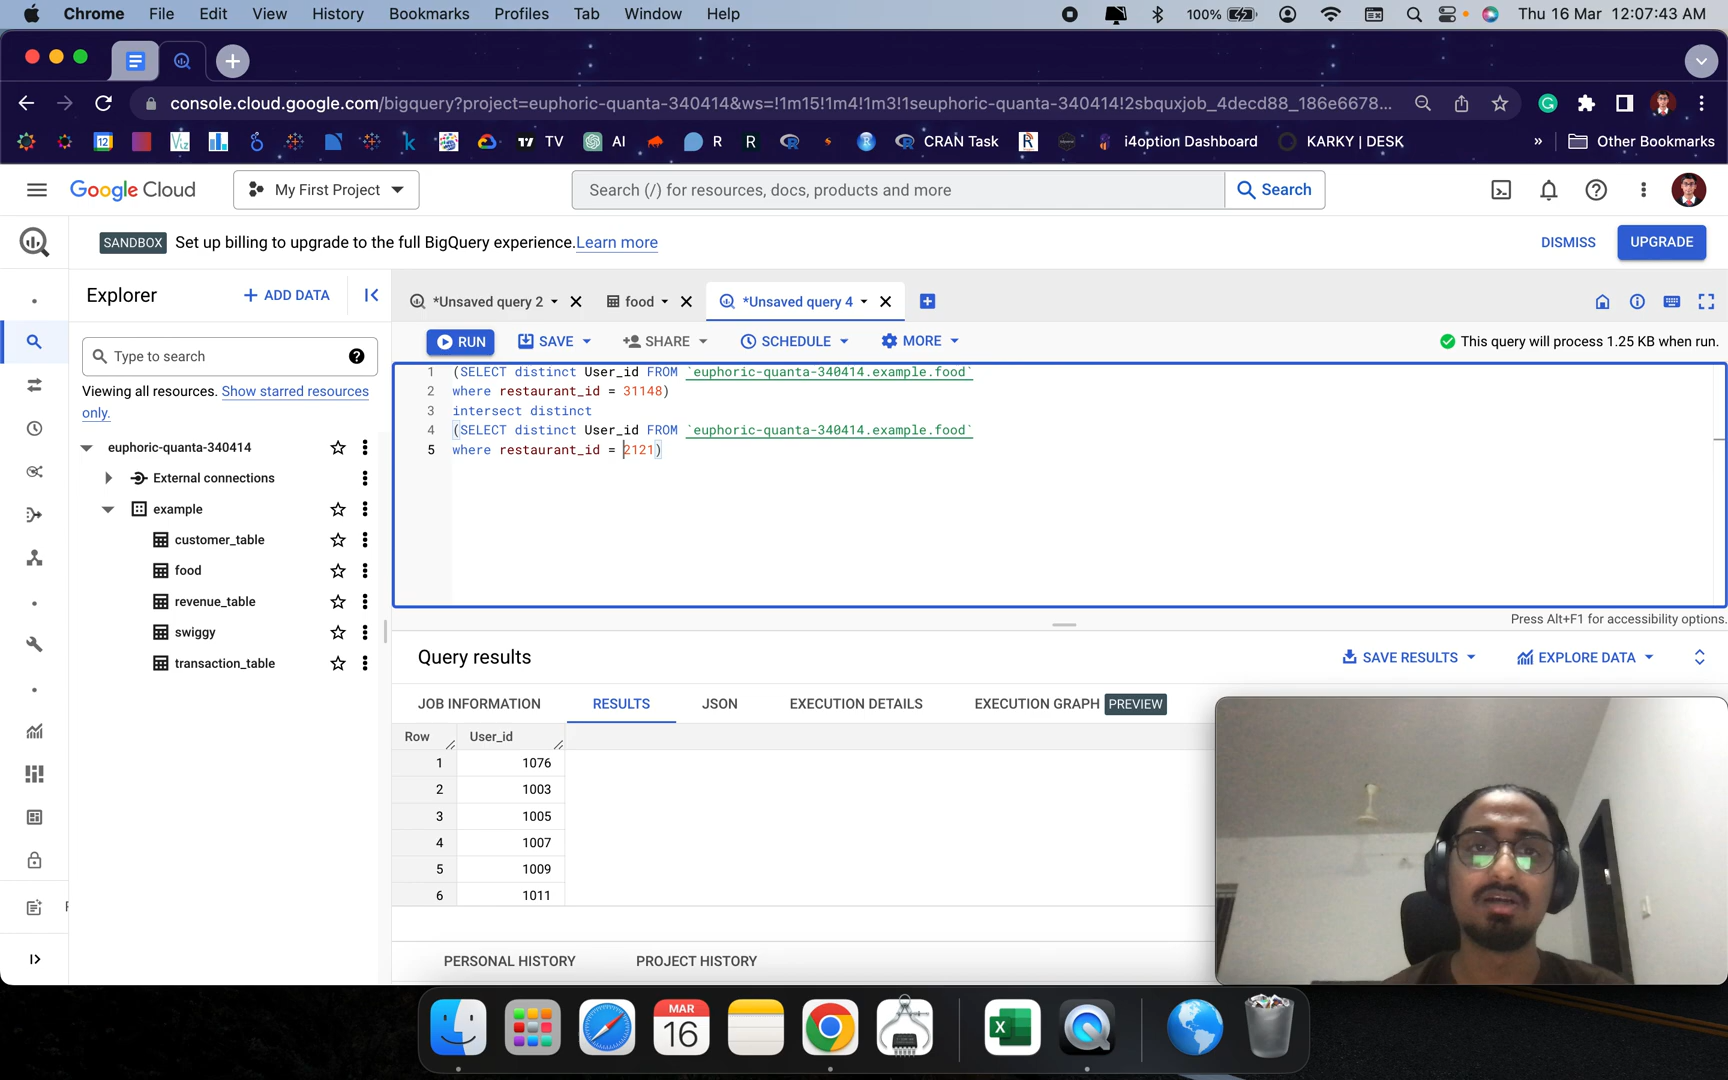 Chrome File Edit View History Bookmarks Profiles Tab Window Help 100% Thu 16 Mar 12:07:43 AM
console.cloud.google.com/bigquery?project=euphoric-quanta-340414&ws=!1m15!1m4!1m3!1seuphoric-quanta-340414!2sbquxjob_4decd88_186e6678...
12 TV AI R R CRAN Task R i4option Dashboard KARKY | DESK » Other Bookmarks
Google Cloud My First Project Search (/) for resources, docs, products and more Search
SANDBOX Set up billing to upgrade to the full BigQuery experience. Learn more DISMISS UPGRADE
Explorer + ADD DATA
*Unsaved query 2 food *Unsaved query 4
RUN SAVE SHARE SCHEDULE MORE This query will process 1.25 KB when run.
Type to search
Viewing all resources. Show starred resources
only.
euphoric-quanta-340414
External connections
example
customer_table
food
revenue_table
swiggy
transaction_table
1 (SELECT distinct User_id FROM `euphoric-quanta-340414.example.food`
2 where restaurant_id = 31148)
3 intersect distinct
4 (SELECT distinct User_id FROM `euphoric-quanta-340414.example.food`
5 where restaurant_id = 2121)
Press Alt+F1 for accessibility options.
Query results SAVE RESULTS EXPLORE DATA
JOB INFORMATION RESULTS JSON EXECUTION DETAILS EXECUTION GRAPH PREVIEW
Row User_id
1 1076
2 1003
3 1005
4 1007
5 1009
6 1011
PERSONAL HISTORY PROJECT HISTORY
MAR
16
X